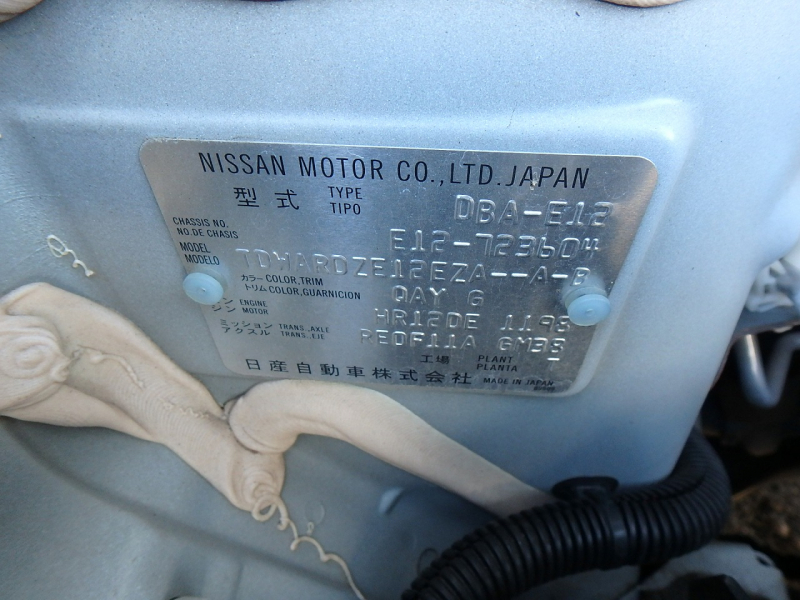 NISSAN MOTOR CO.,LTD.JAPAN
型式 TYPE TIPO DBA-E12
CHASSIS NO. NO.DE CHASIS E12-723604
MODEL MODELO TDWARDZE12EZA--A-B
カラー COLOR,TRIM トリム COLOR,GUARNICION QAY G
ENGINE MOTOR HR12DE 1198
ミッション TRANS.,AXLE アクスル TRANS.,EJE RE0F11A GM38
工場 PLANT PLANTA
日産自動車株式会社 MADE IN JAPAN